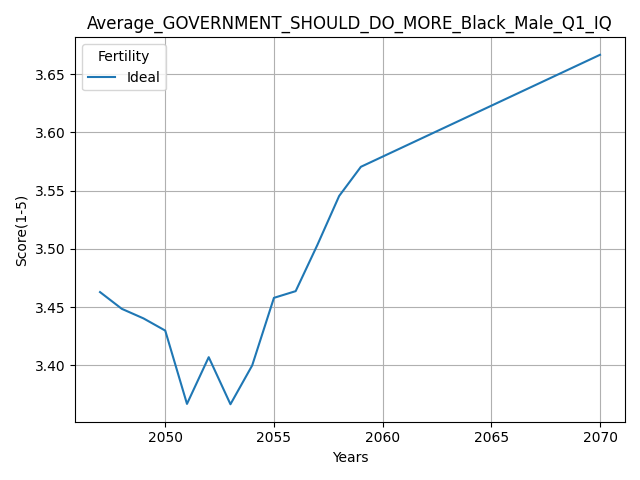 Average_GOVERNMENT_SHOULD_DO_MORE_Black_Male_Q1_IQ
Fertility
Ideal
Score(1-5)
3.65
3.60
3.55
3.50
3.45
3.40
2050 2055 2060 2065 2070
Years